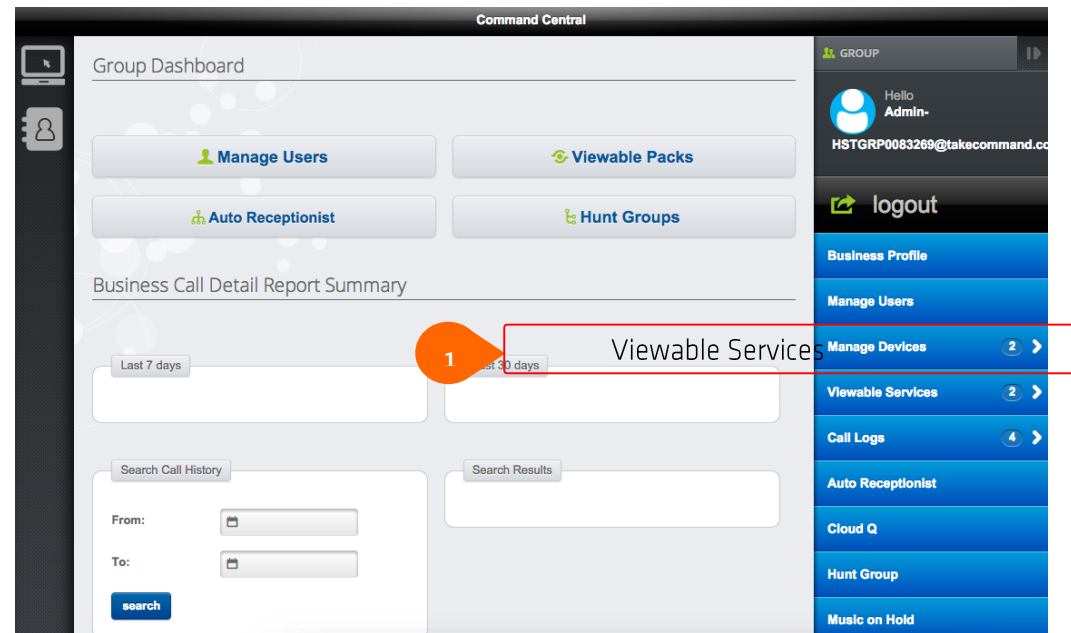 Command Central
Group Dashboard
Manage Users
Viewable Packs
Auto Receptionist
Hunt Groups
Business Call Detail Report Summary
1
Viewable Services
Last 7 days
30 days
Search Call History
Search Results
From:
To:
search
GROUP
Hello
Admin-
HSTGRP0083269@takecommand.co
logout
Business Profile
Manage Users
Manage Devices 2
Viewable Services 2
Call Logs 4
Auto Receptionist
Cloud Q
Hunt Group
Music on Hold